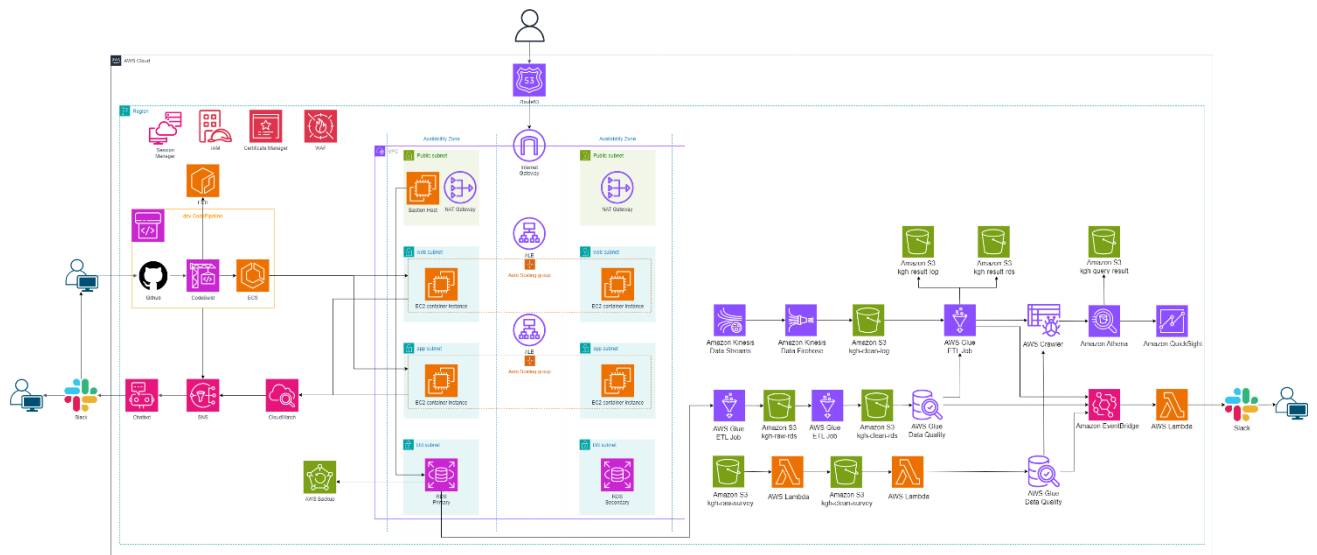 AWS Cloud
Route53
Region
Session
Manager
IAM
Certificate Manager
WAF
Availability Zone
Availability Zone
VPC
Internet
Gateway
Public subnet
Public subnet
Bastion Host
NAT Gateway
NAT Gateway
ECR
dev CodePipeline
Github
CodeBuild
ECS
ALB
web subnet
web subnet
Auto Scaling group
EC2 container instance
EC2 container instance
ALB
app subnet
app subnet
Auto Scaling group
EC2 container instance
EC2 container instance
Slack
Chatbot
SNS
CloudWatch
DB subnet
DB subnet
AWS Backup
RDS
Primary
RDS
Secondary
Amazon S3
kgh result log
Amazon S3
kgh result rds
Amazon S3
kgh query result
Amazon Kinesis
Data Streams
Amazon Kinesis
Data Firehose
Amazon S3
kgh-clean-log
AWS Glue
ETL Job
AWS Crawler
Amazon Athena
Amazon QuickSight
AWS Glue
ETL Job
Amazon S3
kgh-raw-rds
AWS Glue
ETL Job
Amazon S3
kgh-clean-rds
AWS Glue
Data Quality
Amazon EventBridge
AWS Lambda
Slack
Amazon S3
kgh-raw-survey
AWS Lambda
Amazon S3
kgh-clean-survey
AWS Lambda
AWS Glue
Data Quality